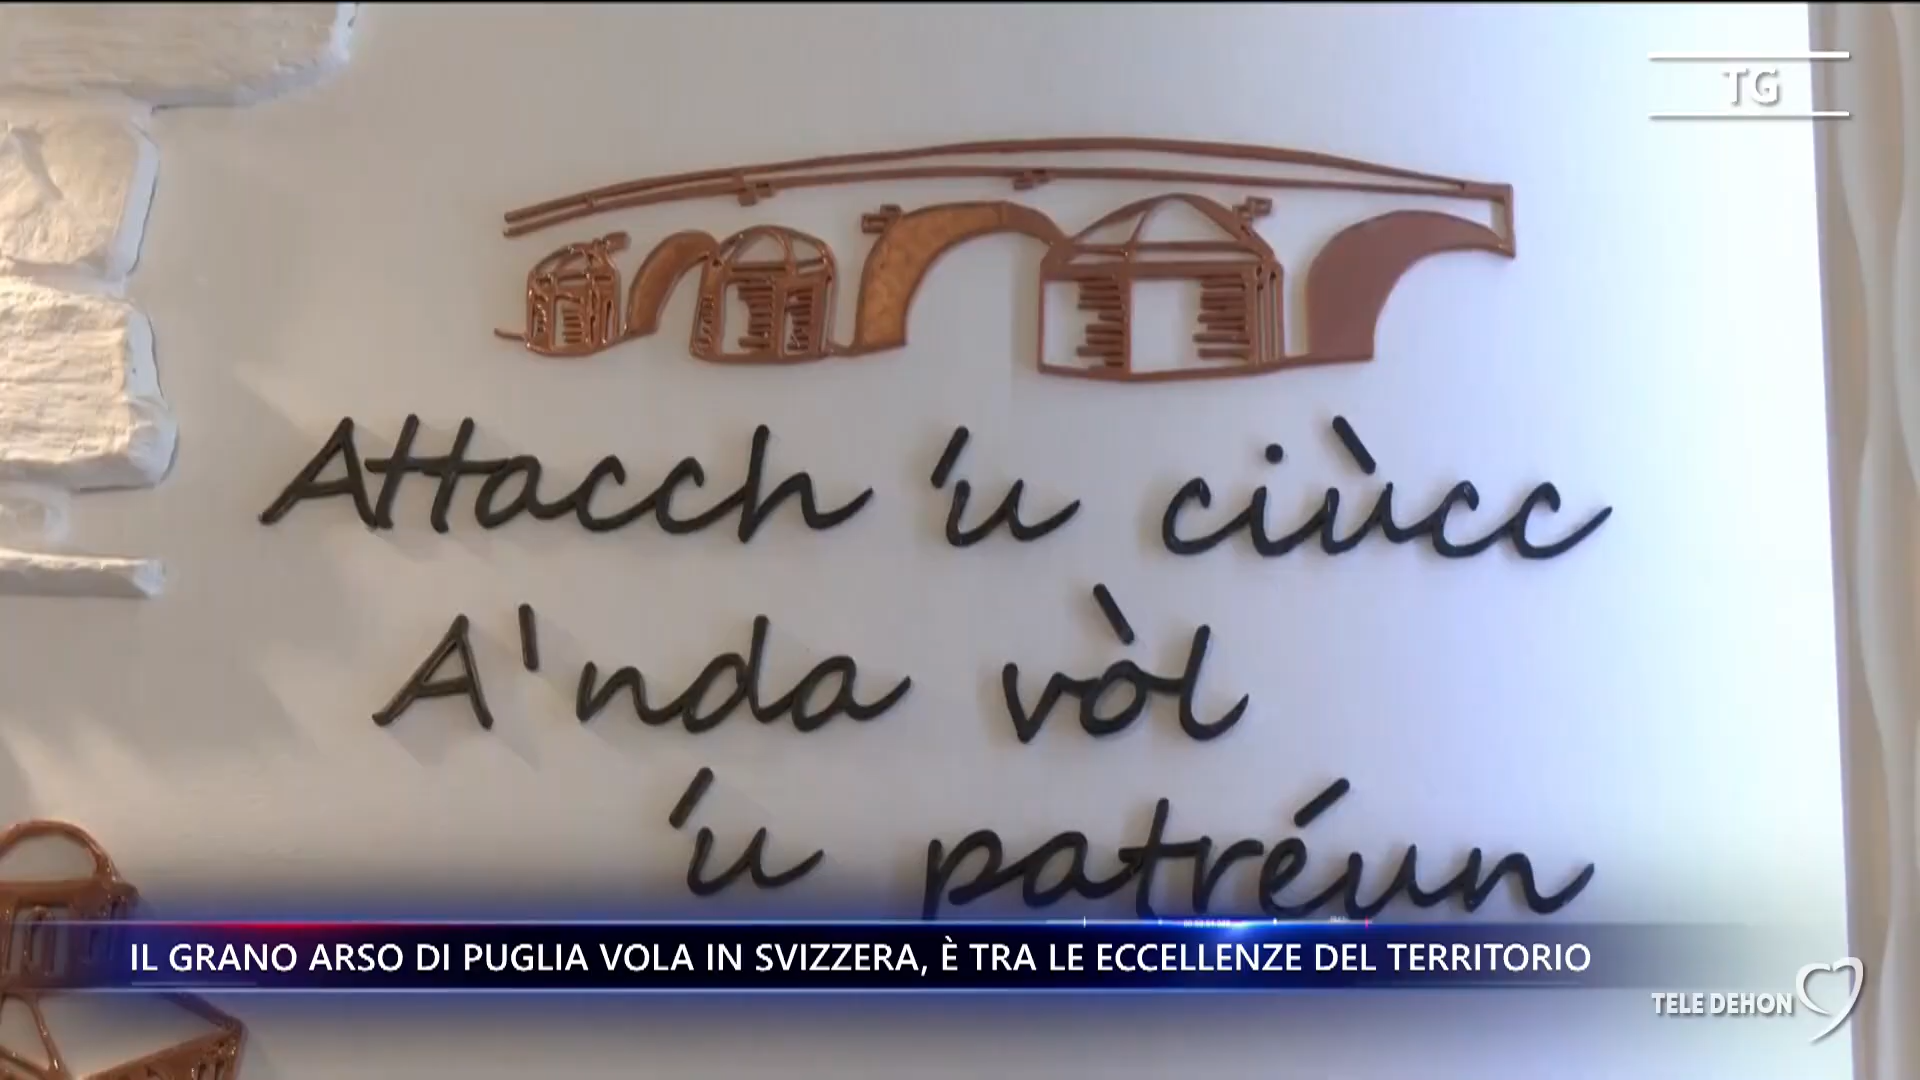 TG
Attacch 'u ciùcc
A'nda vòl
'u patréun
IL GRANO ARSO DI PUGLIA VOLA IN SVIZZERA, È TRA LE ECCELLENZE DEL TERRITORIO
TELE DEHON